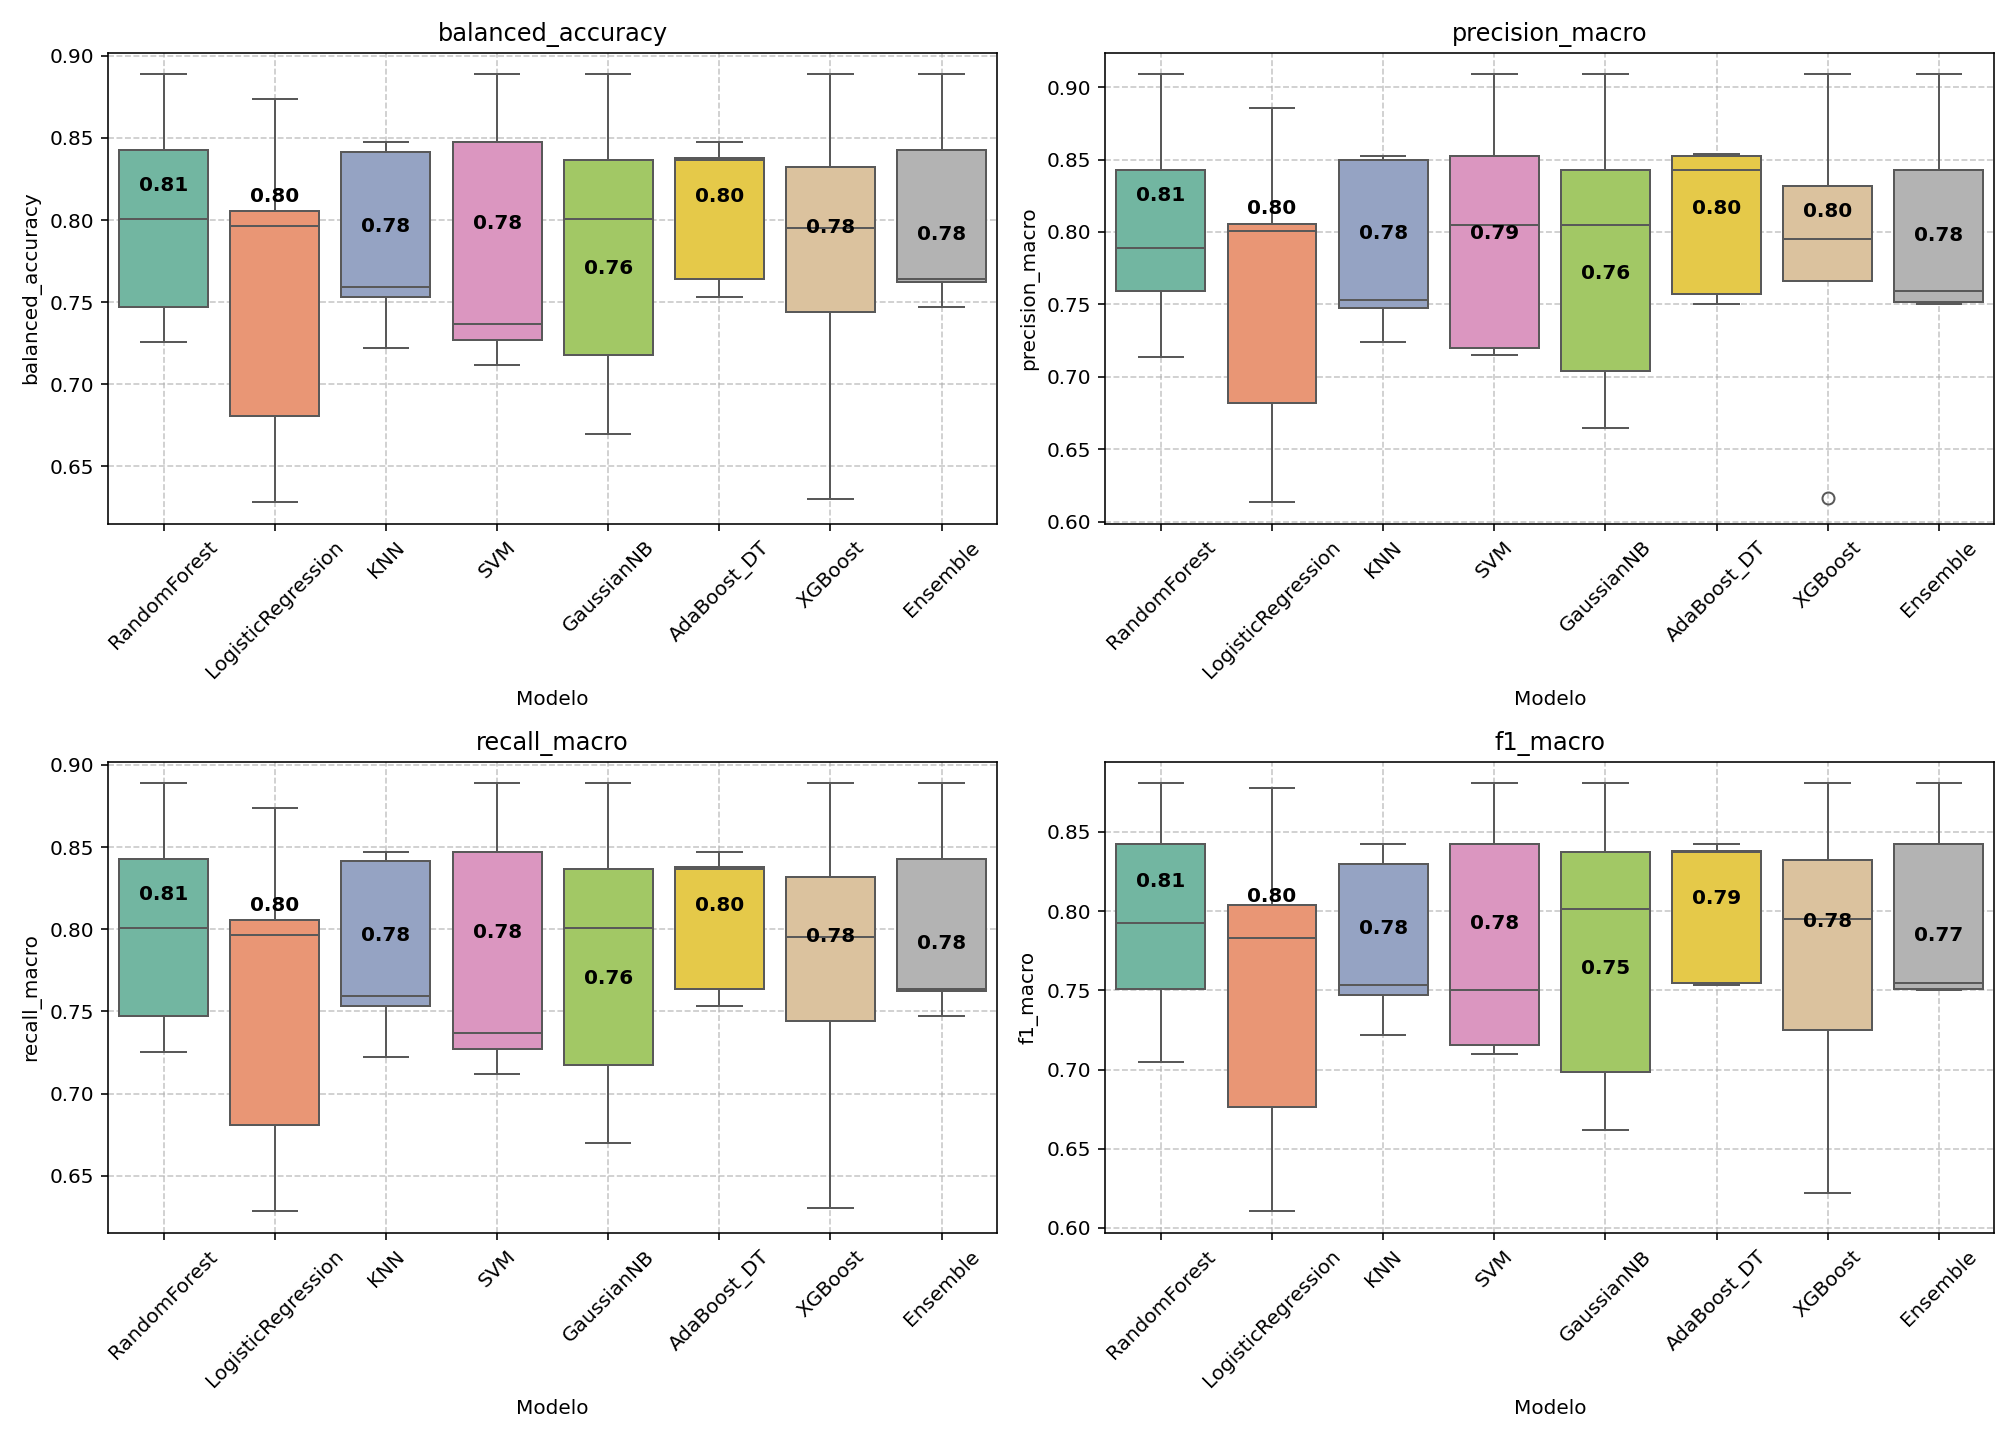 balanced_accuracy
balanced_accuracy
0.90
0.85
0.80
0.75
0.70
0.65
0.81
0.80
0.78
0.78
0.76
0.80
0.78
0.78
RandomForest
LogisticRegression
KNN
SVM
GaussianNB
AdaBoost_DT
XGBoost
Ensemble
Modelo
precision_macro
precision_macro
0.90
0.85
0.80
0.75
0.70
0.65
0.60
0.81
0.80
0.78
0.79
0.76
0.80
0.80
0.78
RandomForest
LogisticRegression
KNN
SVM
GaussianNB
AdaBoost_DT
XGBoost
Ensemble
Modelo
recall_macro
recall_macro
0.90
0.85
0.80
0.75
0.70
0.65
0.81
0.80
0.78
0.78
0.76
0.80
0.78
0.78
RandomForest
LogisticRegression
KNN
SVM
GaussianNB
AdaBoost_DT
XGBoost
Ensemble
Modelo
f1_macro
f1_macro
0.85
0.80
0.75
0.70
0.65
0.60
0.81
0.80
0.78
0.78
0.75
0.79
0.78
0.77
RandomForest
LogisticRegression
KNN
SVM
GaussianNB
AdaBoost_DT
XGBoost
Ensemble
Modelo